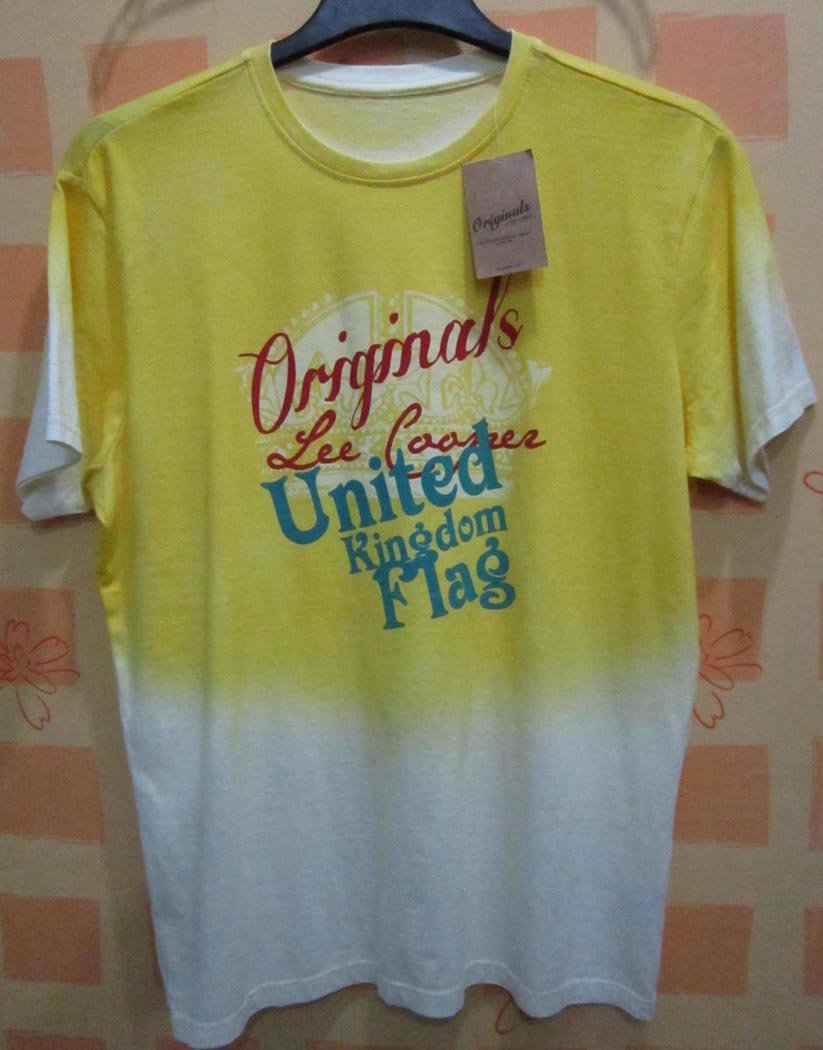 Originals
Originals
Lee Cooper
United
Kingdom
Flag